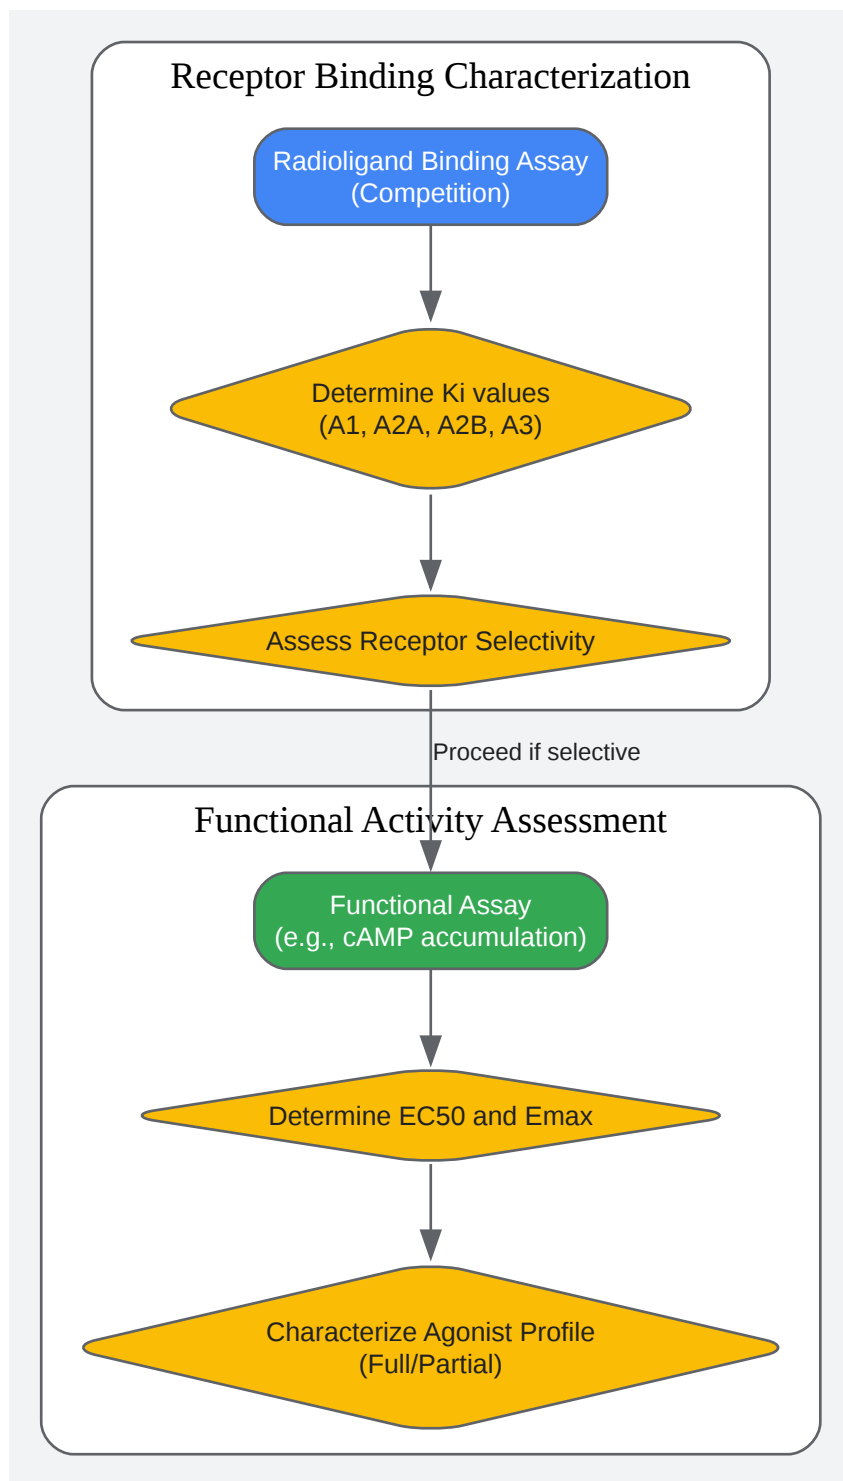 Receptor Binding Characterization
Radioligand Binding Assay
(Competition)
Determine Ki values
(A1, A2A, A2B, A3)
Assess Receptor Selectivity
Proceed if selective
Functional Activity Assessment
Functional Assay
(e.g., cAMP accumulation)
Determine EC50 and Emax
Characterize Agonist Profile
(Full/Partial)